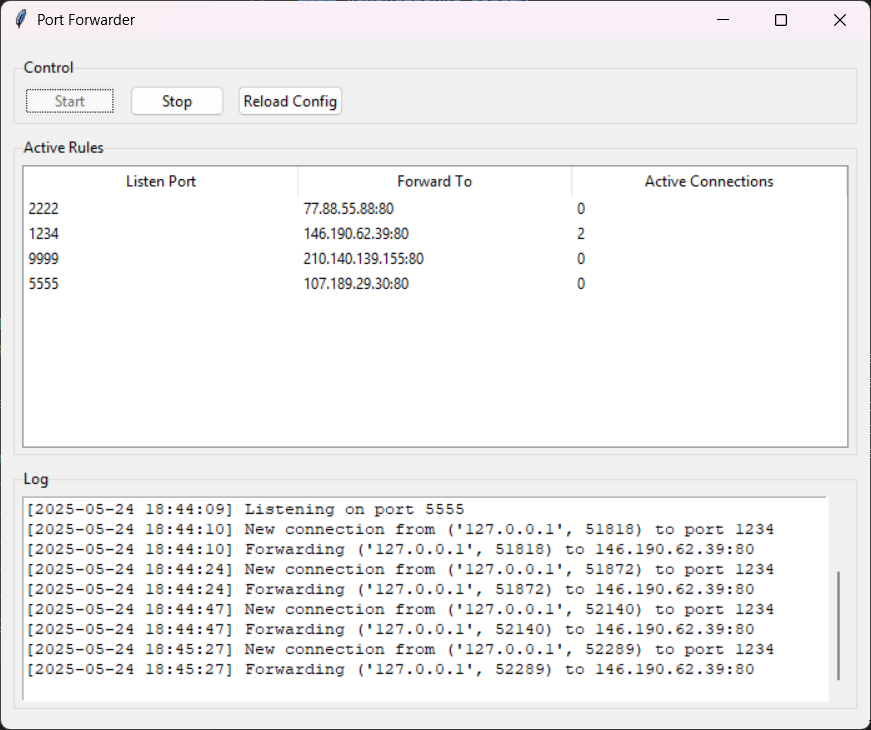 Port Forwarder
Control
Start Stop Reload Config
Active Rules
Listen Port Forward To Active Connections
2222 77.88.55.88:80 0
1234 146.190.62.39:80 2
9999 210.140.139.155:80 0
5555 107.189.29.30:80 0
Log
[2025-05-24 18:44:09] Listening on port 5555
[2025-05-24 18:44:10] New connection from ('127.0.0.1', 51818) to port 1234
[2025-05-24 18:44:10] Forwarding ('127.0.0.1', 51818) to 146.190.62.39:80
[2025-05-24 18:44:24] New connection from ('127.0.0.1', 51872) to port 1234
[2025-05-24 18:44:24] Forwarding ('127.0.0.1', 51872) to 146.190.62.39:80
[2025-05-24 18:44:47] New connection from ('127.0.0.1', 52140) to port 1234
[2025-05-24 18:44:47] Forwarding ('127.0.0.1', 52140) to 146.190.62.39:80
[2025-05-24 18:45:27] New connection from ('127.0.0.1', 52289) to port 1234
[2025-05-24 18:45:27] Forwarding ('127.0.0.1', 52289) to 146.190.62.39:80